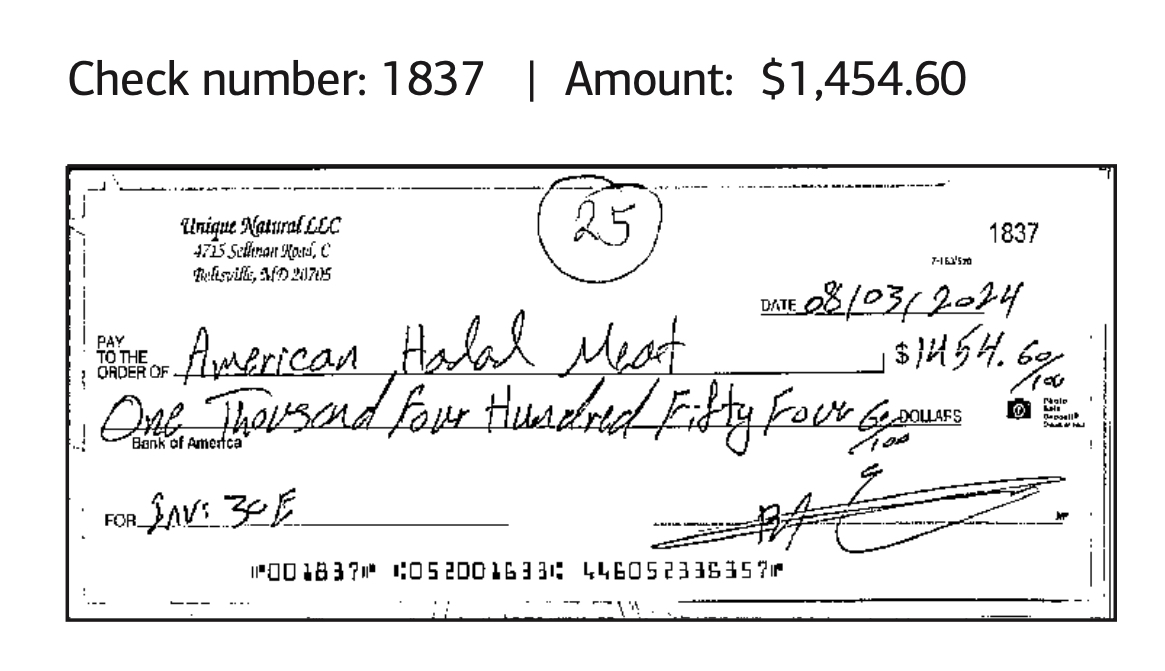 Check number: 1837 | Amount: $1,454.60
25
Unique Natural LLC
4715 Sellman Road, C
Beltsville, MD 20705
1837
7-163/520
DATE 08/03/2024
PAY TO THE ORDER OF American Halal Meat $1454.60/100
One Thousand four Hundred Fifty Four 60/100 DOLLARS
Photo
Safe
Deposit®
Bank of America
FOR Inv: 30E
MP
⑈001837⑈ ⑆052001633⑆ 446052336357⑈